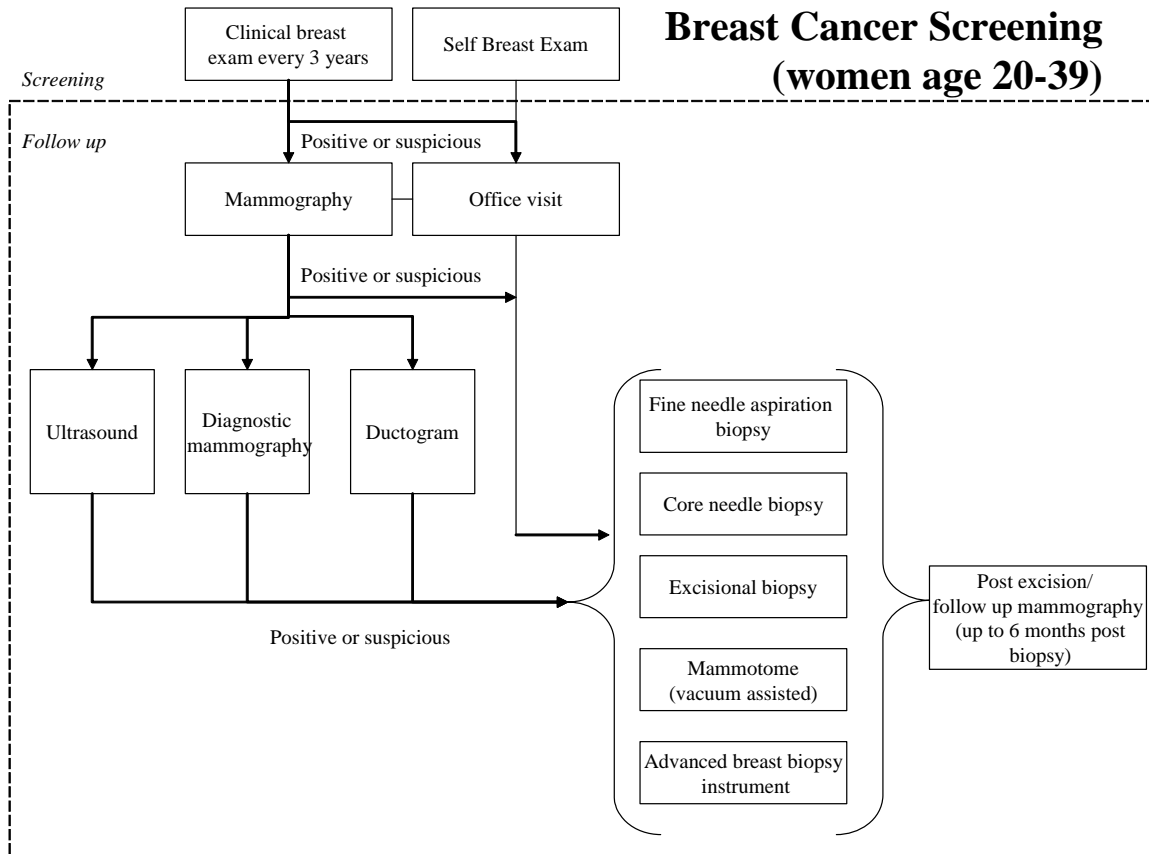 Breast Cancer Screening
(women age 20-39)
Clinical breast
exam every 3 years
Self Breast Exam
Screening
Follow up
Positive or suspicious
Mammography
Office visit
Positive or suspicious
Ultrasound
Diagnostic
mammography
Ductogram
Positive or suspicious
Fine needle aspiration
biopsy
Core needle biopsy
Excisional biopsy
Mammotome
(vacuum assisted)
Advanced breast biopsy
instrument
Post excision/
follow up mammography
(up to 6 months post
biopsy)